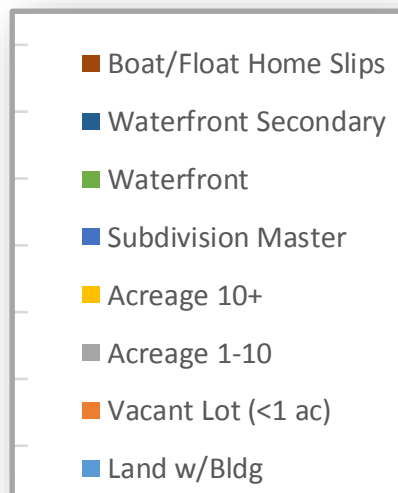 Boat/Float Home Slips
Waterfront Secondary
Waterfront
Subdivision Master
Acreage 10+
Acreage 1-10
Vacant Lot (<1 ac)
Land w/Bldg